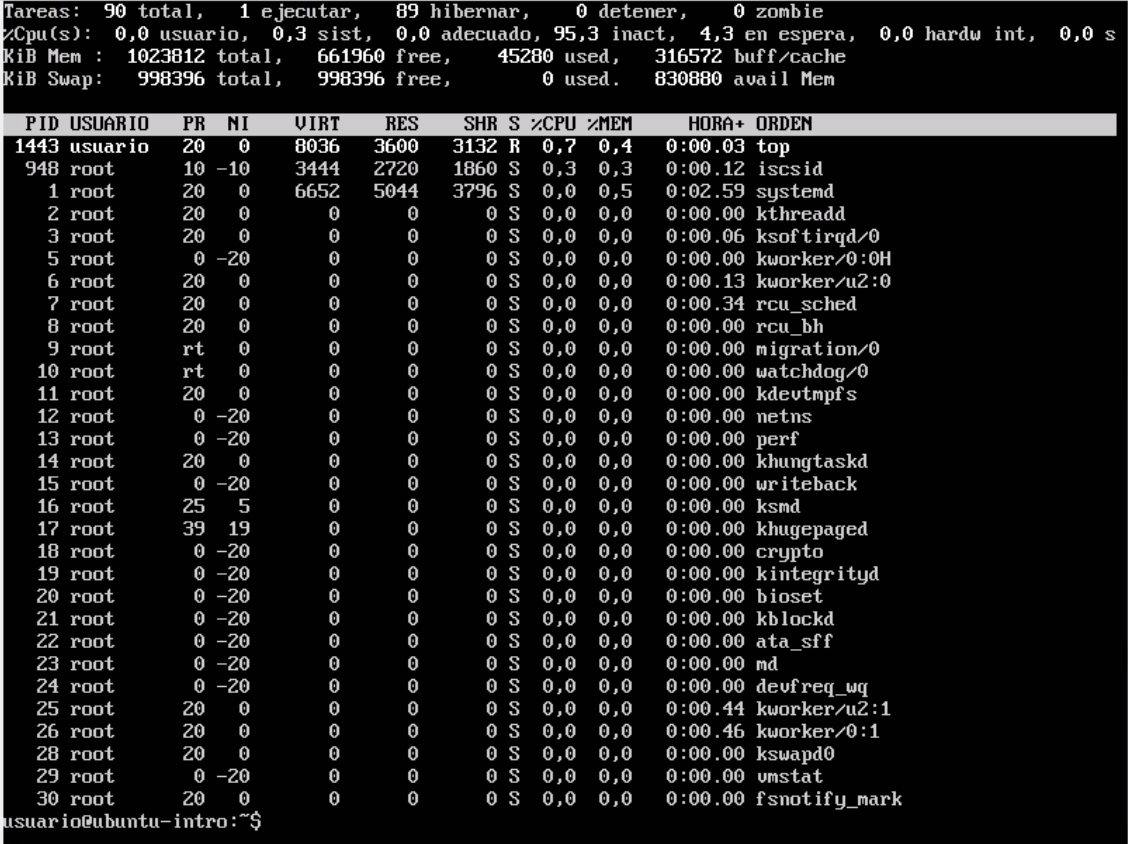 Tareas:  90 total,   1 ejecutar,   89 hibernar,    0 detener,    0 zombie
%Cpu(s):  0,0 usuario,  0,3 sist,  0,0 adecuado, 95,3 inact,  4,3 en espera,  0,0 hardw int,  0,0 s
KiB Mem :  1023812 total,   661960 free,    45280 used,   316572 buff/cache
KiB Swap:   998396 total,   998396 free,        0 used.   830880 avail Mem
PID USUARIO   PR  NI    VIRT    RES    SHR S %CPU %MEM     HORA+ ORDEN
1443 usuario   20   0    8036   3600   3132 R  0,7  0,4   0:00.03 top
948 root      10 -10    3444   2720   1860 S  0,3  0,3   0:00.12 iscsid
1 root      20   0    6652   5044   3796 S  0,0  0,5   0:02.59 systemd
2 root      20   0       0      0      0 S  0,0  0,0   0:00.00 kthreadd
3 root      20   0       0      0      0 S  0,0  0,0   0:00.06 ksoftirqd/0
5 root       0 -20       0      0      0 S  0,0  0,0   0:00.00 kworker/0:0H
6 root      20   0       0      0      0 S  0,0  0,0   0:00.13 kworker/u2:0
7 root      20   0       0      0      0 S  0,0  0,0   0:00.34 rcu_sched
8 root      20   0       0      0      0 S  0,0  0,0   0:00.00 rcu_bh
9 root      rt   0       0      0      0 S  0,0  0,0   0:00.00 migration/0
10 root      rt   0       0      0      0 S  0,0  0,0   0:00.00 watchdog/0
11 root      20   0       0      0      0 S  0,0  0,0   0:00.00 kdevtmpfs
12 root       0 -20       0      0      0 S  0,0  0,0   0:00.00 netns
13 root       0 -20       0      0      0 S  0,0  0,0   0:00.00 perf
14 root      20   0       0      0      0 S  0,0  0,0   0:00.00 khungtaskd
15 root       0 -20       0      0      0 S  0,0  0,0   0:00.00 writeback
16 root      25   5       0      0      0 S  0,0  0,0   0:00.00 ksmd
17 root      39  19       0      0      0 S  0,0  0,0   0:00.00 khugepaged
18 root       0 -20       0      0      0 S  0,0  0,0   0:00.00 crypto
19 root       0 -20       0      0      0 S  0,0  0,0   0:00.00 kintegrityd
20 root       0 -20       0      0      0 S  0,0  0,0   0:00.00 bioset
21 root       0 -20       0      0      0 S  0,0  0,0   0:00.00 kblockd
22 root       0 -20       0      0      0 S  0,0  0,0   0:00.00 ata_sff
23 root       0 -20       0      0      0 S  0,0  0,0   0:00.00 md
24 root       0 -20       0      0      0 S  0,0  0,0   0:00.00 devfreq_wq
25 root      20   0       0      0      0 S  0,0  0,0   0:00.44 kworker/u2:1
26 root      20   0       0      0      0 S  0,0  0,0   0:00.46 kworker/0:1
28 root      20   0       0      0      0 S  0,0  0,0   0:00.00 kswapd0
29 root       0 -20       0      0      0 S  0,0  0,0   0:00.00 vmstat
30 root      20   0       0      0      0 S  0,0  0,0   0:00.00 fsnotify_mark
usuario@ubuntu-intro:~$